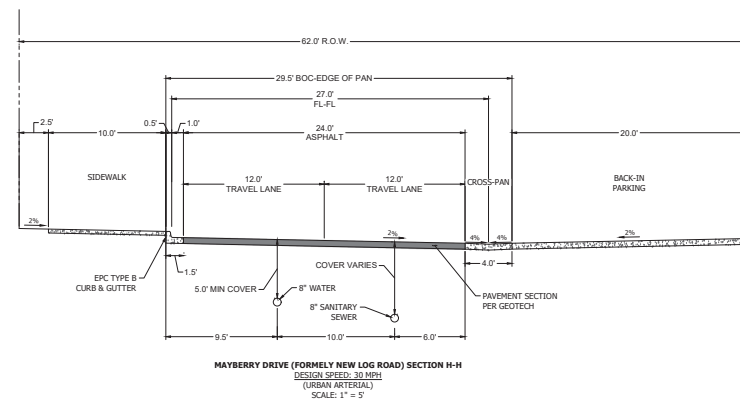 62.0' R.O.W.
29.5' BOC-EDGE OF PAN
27.0'
FL-FL
2.5'
10.0'
0.5'
1.0'
24.0'
ASPHALT
20.0'
SIDEWALK
12.0'
TRAVEL LANE
12.0'
TRAVEL LANE
CROSS-PAN
BACK-IN
PARKING
2%
2%
4%
4%
2%
EPC TYPE B
CURB & GUTTER
1.5'
5.0' MIN COVER
8" WATER
COVER VARIES
8" SANITARY
SEWER
4.0'
PAVEMENT SECTION
PER GEOTECH
9.5'
10.0'
6.0'
MAYBERRY DRIVE (FORMELY NEW LOG ROAD) SECTION H-H
DESIGN SPEED: 30 MPH
(URBAN ARTERIAL)
SCALE: 1" = 5'